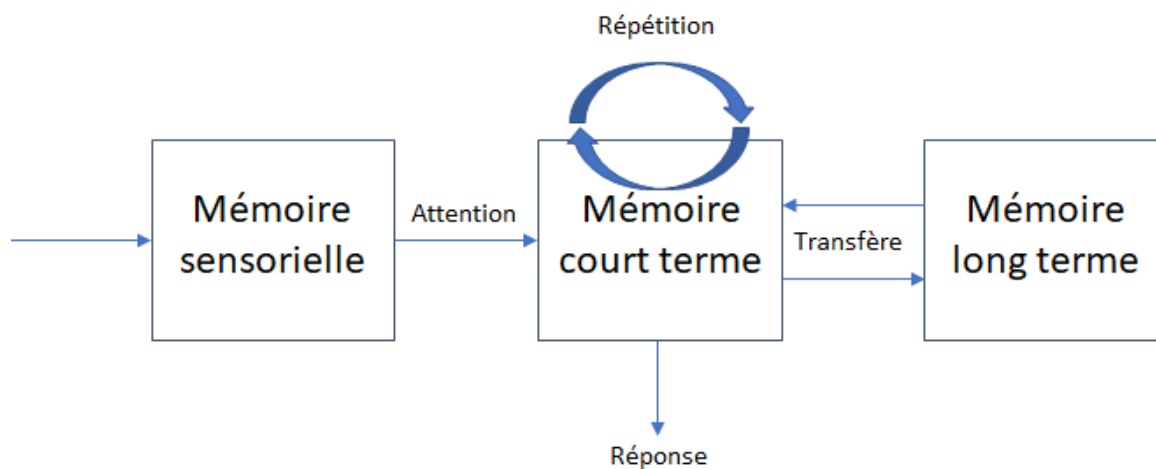 Répétition
Mémoire
sensorielle
Attention
Mémoire
court terme
Transfère
Mémoire
long terme
Réponse